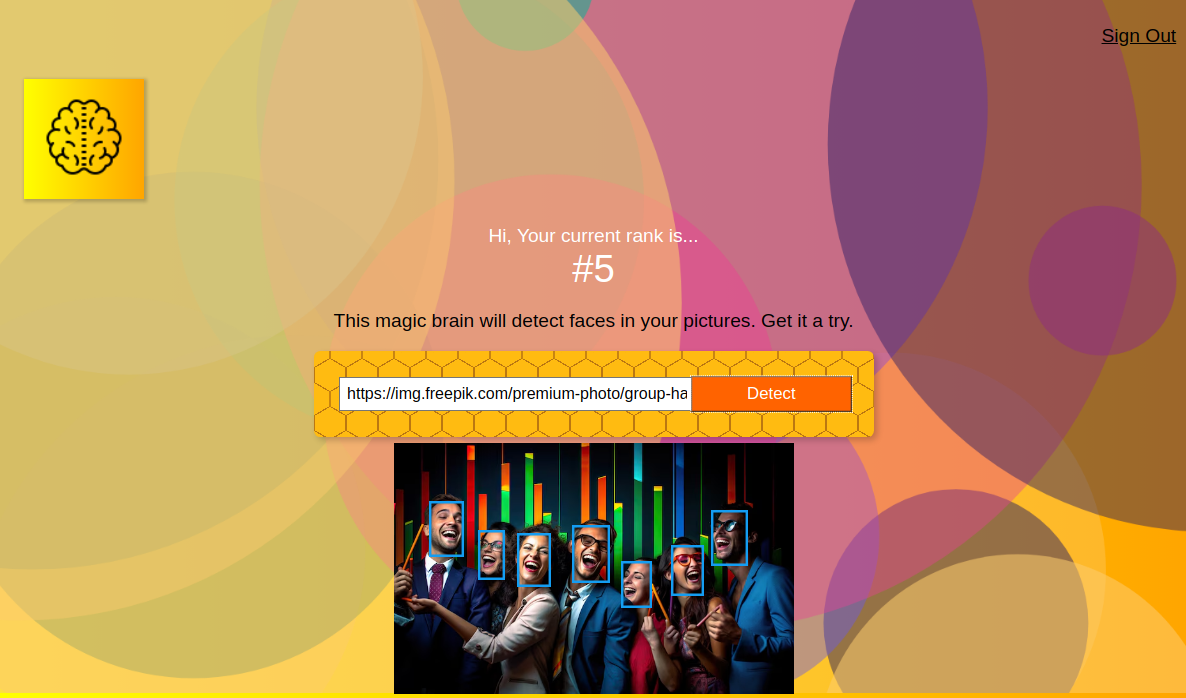 Sign Out
Hi, Your current rank is...
#5
This magic brain will detect faces in your pictures. Get it a try.
https://img.freepik.com/premium-photo/group-ha
Detect